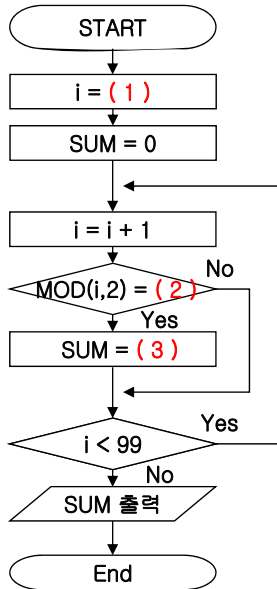 START
i = ( 1 )
SUM = 0
i = i + 1
No
MOD(i,2) = ( 2 )
Yes
SUM = ( 3 )
Yes
i < 99
No
SUM 출력
End